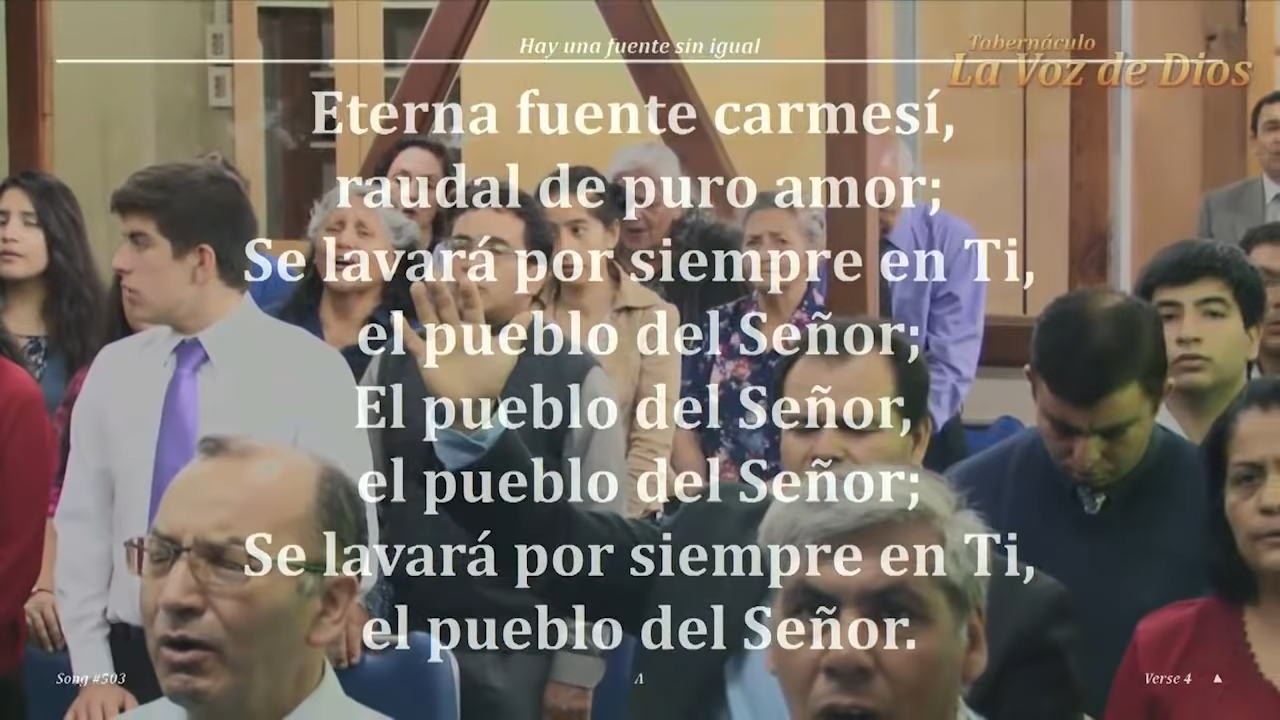 Hay una fuente sin igual
Tabernáculo
La Voz de Dios
Eterna fuente carmesí,
raudal de puro amor;
Se lavará por siempre en Ti,
el pueblo del Señor;
El pueblo del Señor,
el pueblo del Señor;
Se lavará por siempre en Ti,
el pueblo del Señor.
Song #503
Verse 4